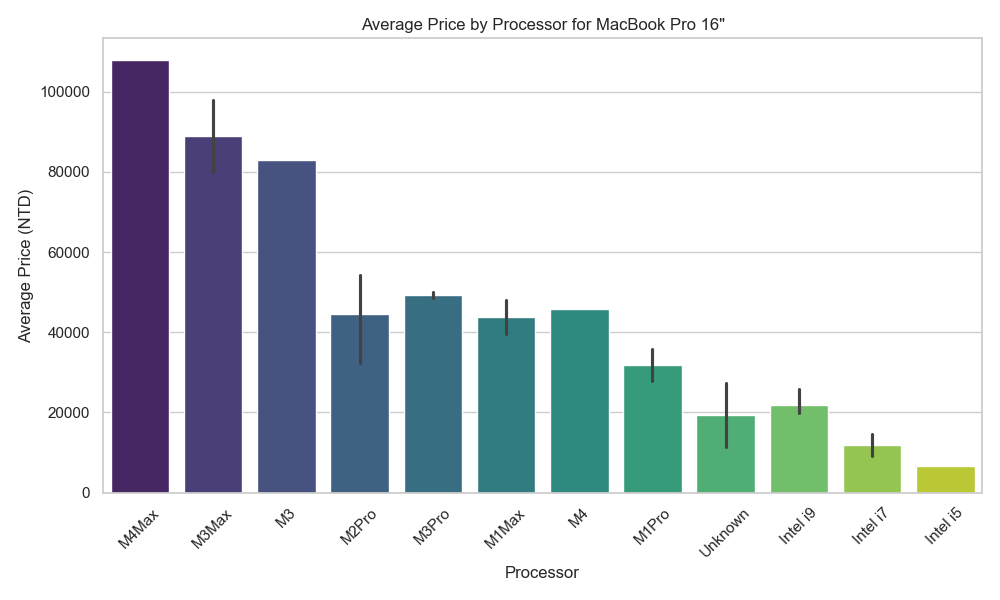 Average Price by Processor for MacBook Pro 16"
Average Price (NTD)
100000
80000
60000
40000
20000
0
M4Max
M3Max
M3
M2Pro
M3Pro
M1Max
M4
M1Pro
Unknown
Intel i9
Intel i7
Intel i5
Processor